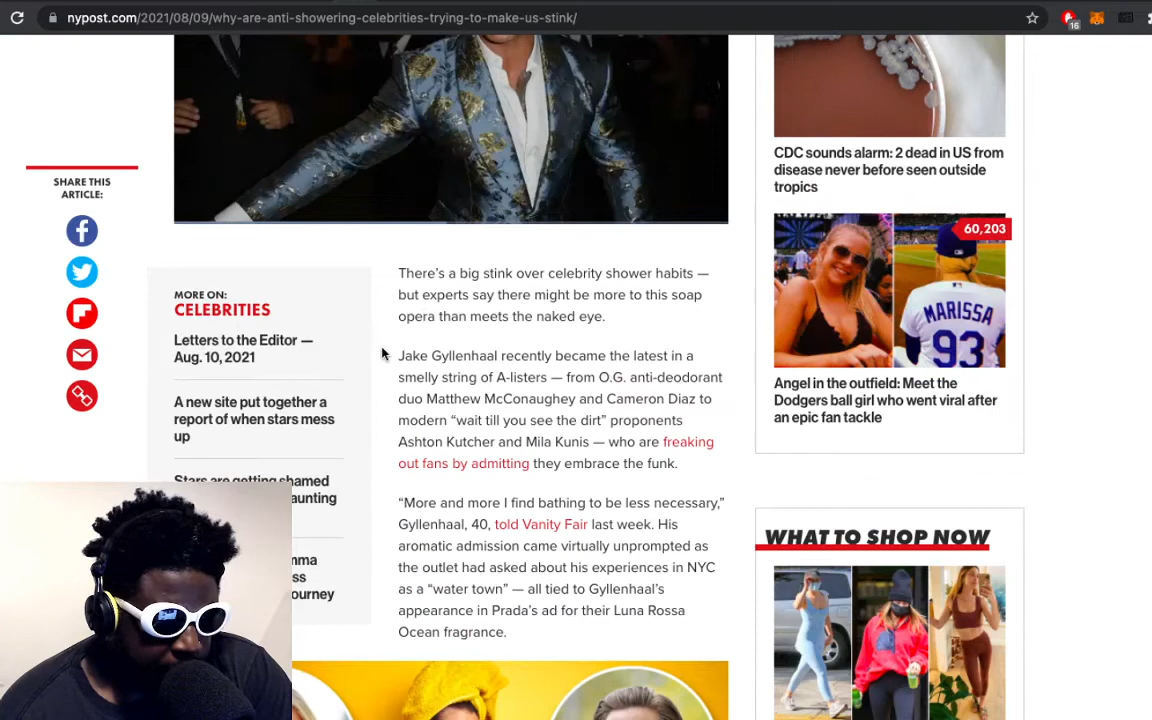 nypost.com/2021/08/09/why-are-anti-showering-celebrities-trying-to-make-us-stink/
16
SHARE THIS
ARTICLE:
MORE ON:
CELEBRITIES
Letters to the Editor —
Aug. 10, 2021
A new site put together a
report of when stars mess
up
Stars are getting shamed
aunting
mma
ss
ourney
There's a big stink over celebrity shower habits —
but experts say there might be more to this soap
opera than meets the naked eye.
Jake Gyllenhaal recently became the latest in a
smelly string of A-listers — from O.G. anti-deodorant
duo Matthew McConaughey and Cameron Diaz to
modern “wait till you see the dirt” proponents
Ashton Kutcher and Mila Kunis — who are freaking
out fans by admitting they embrace the funk.
“More and more I find bathing to be less necessary,”
Gyllenhaal, 40, told Vanity Fair last week. His
aromatic admission came virtually unprompted as
the outlet had asked about his experiences in NYC
as a “water town” — all tied to Gyllenhaal's
appearance in Prada's ad for their Luna Rossa
Ocean fragrance.
CDC sounds alarm: 2 dead in US from
disease never before seen outside
tropics
60,203
MARISSA
93
Angel in the outfield: Meet the
Dodgers ball girl who went viral after
an epic fan tackle
WHAT TO SHOP NOW